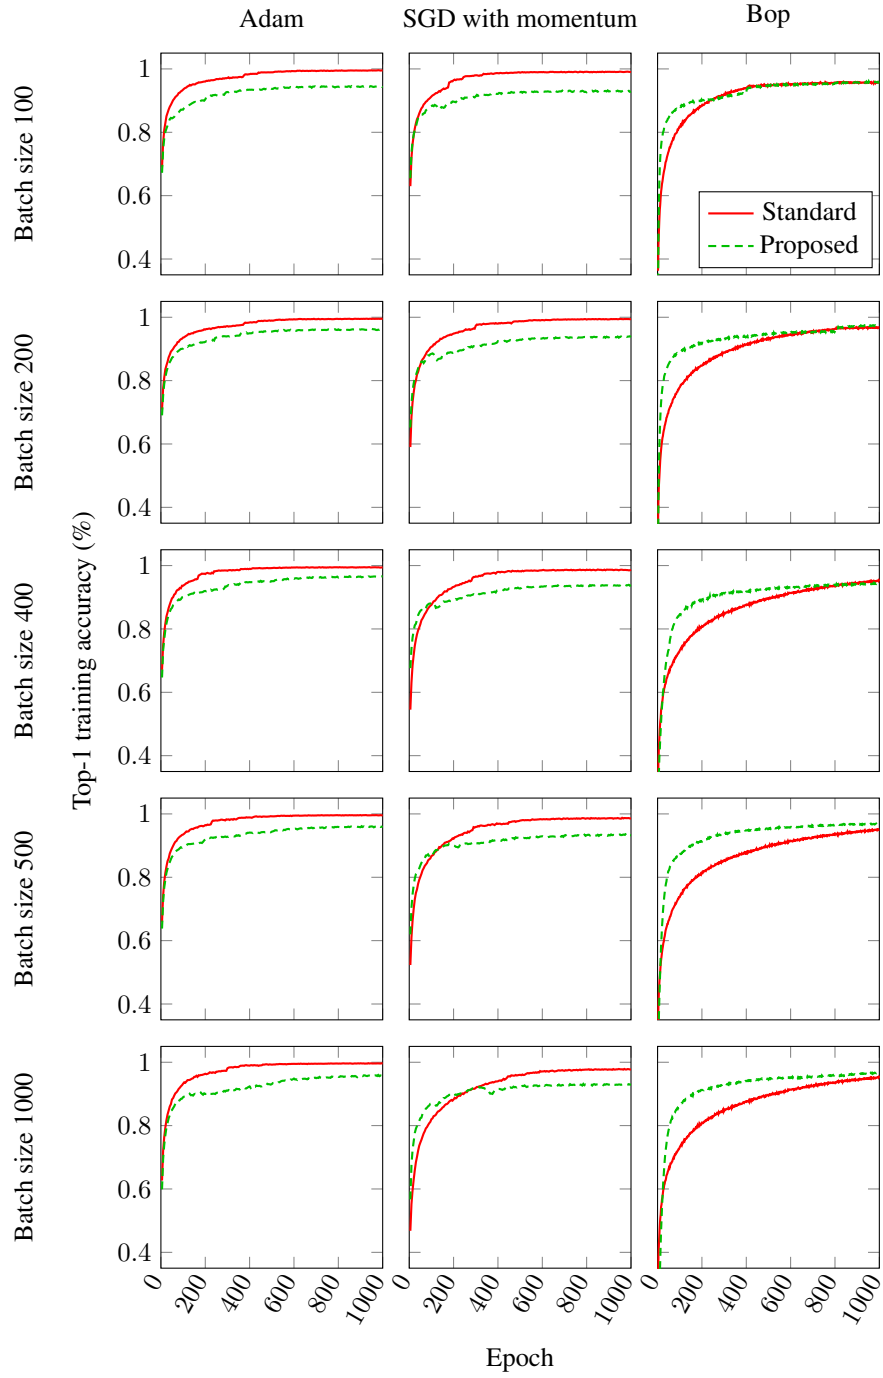 Adam SGD with momentum Bop
Batch size 100
1
0.8
0.6
0.4
Standard
Proposed
Batch size 200
1
0.8
0.6
0.4
Top-1 training accuracy (%)
Batch size 400
1
0.8
0.6
0.4
Batch size 500
1
0.8
0.6
0.4
Batch size 1000
1
0.8
0.6
0.4
0 200 400 600 800 1000 0 200 400 600 800 1000 0 200 400 600 800 1000
Epoch